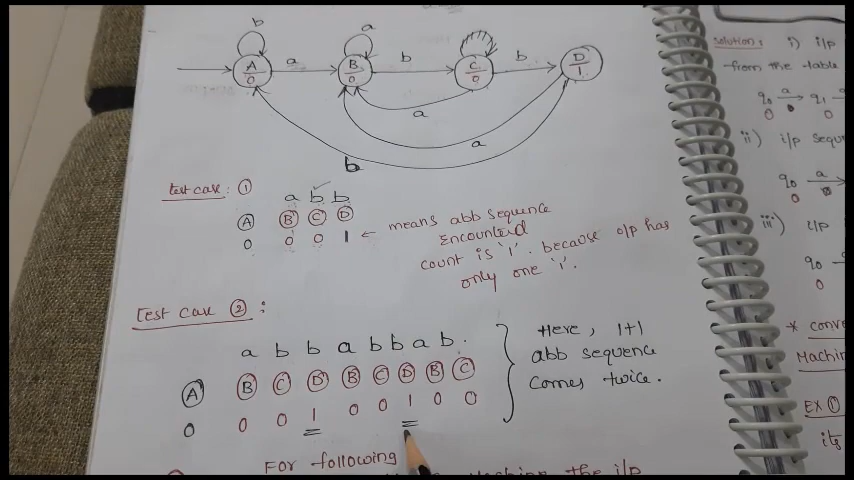 b
a
A
0
a
B
0
b
C
0
b
D
1
a
a
b
Test case : ①
a b b
A B C D
0 0 0 1 ← means abb sequence
Encounterd
count is '1'. because o/p has
only one '1'.
Test Case ② :
a b b a b b a b .
A B C D B C D B C
0 0 0 1 0 0 1 0 0
Here, 1+1
abb sequence
comes twice.
For following
the i/p
solution: i) i/p
from the table
q0 a→ q1 a
0 0
ii) i/p sequ
q0 a→
0
iii) i/p
q0
0
* conve
Machin
EX ①
its